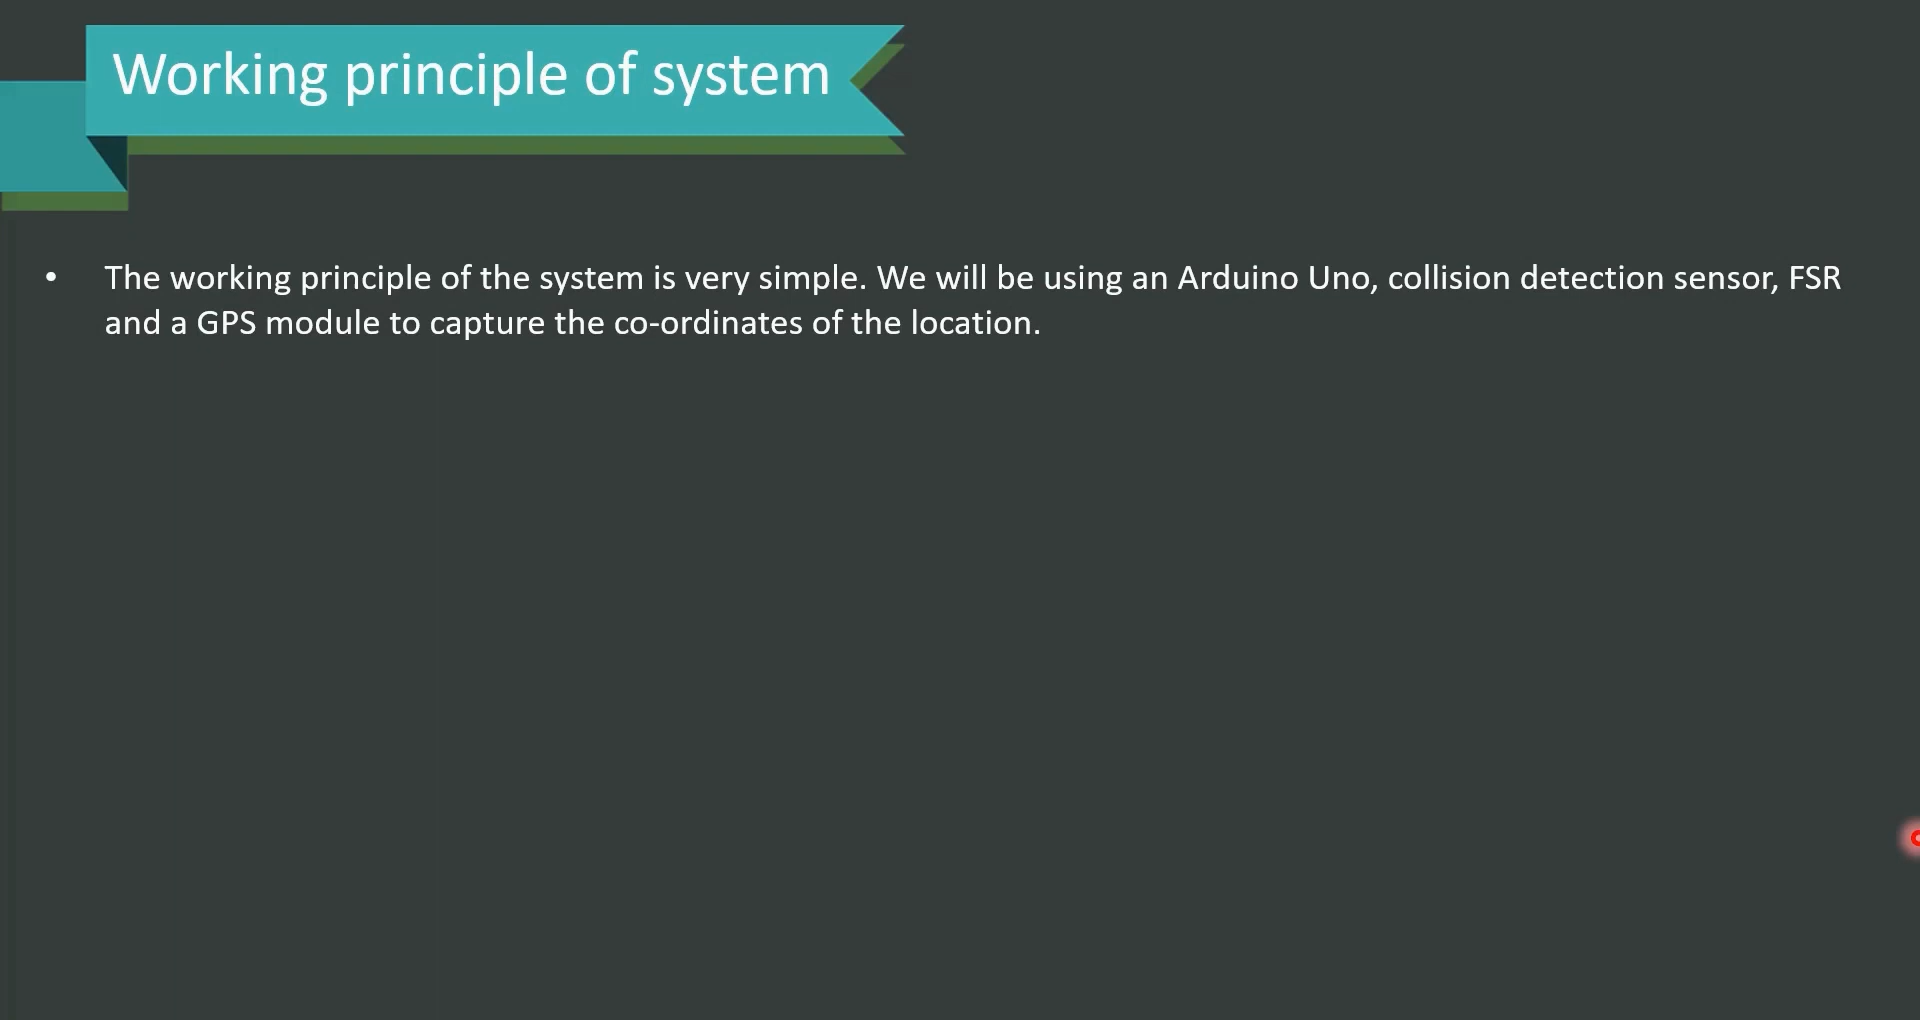 Working principle of system
• The working principle of the system is very simple. We will be using an Arduino Uno, collision detection sensor, FSR
and a GPS module to capture the co-ordinates of the location.